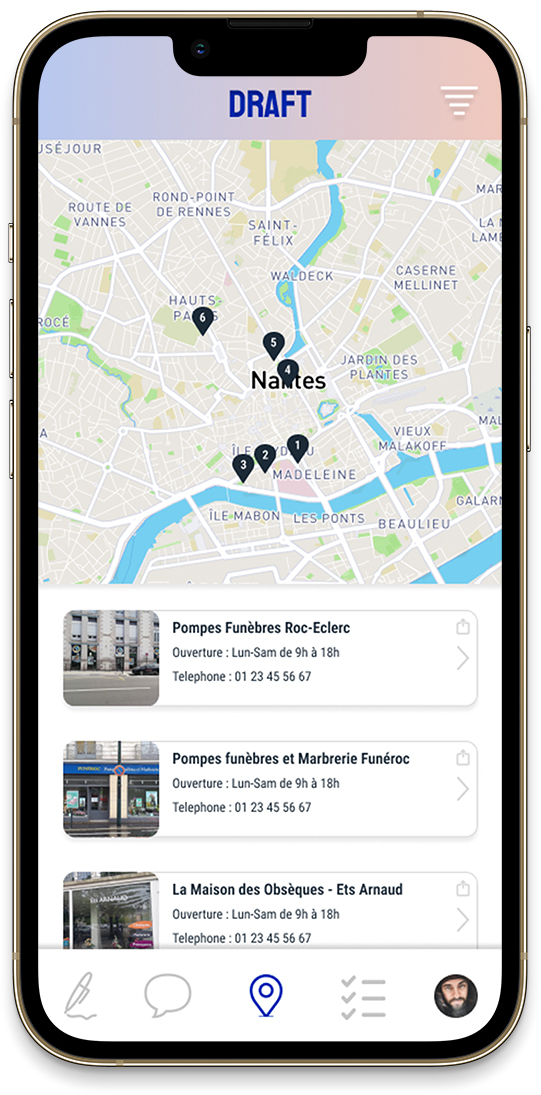 DRAFT
USÉJOUR
ROUTE DE
VANNES
ROND-POINT
DE RENNES
SAINT-
FÉLIX
MAR
LA
LAM
WALDECK
CASERNE
MELLINET
HAUTS-
PA
6
ROCÉ
5
4
Nantes
JARDIN DES
PLANTES
A
MAL
VIEUX
MALAKOFF
1
2
3
ÎLE
MADELEINE
GALARN
ÎLE MABON
LES PONTS
BEAULIEU
Pompes Funèbres Roc-Eclerc
Ouverture : Lun-Sam de 9h à 18h
Telephone : 01 23 45 56 67
Pompes funèbres et Marbrerie Funéroc
Ouverture : Lun-Sam de 9h à 18h
Telephone : 01 23 45 56 67
La Maison des Obsèques - Ets Arnaud
Ouverture : Lun-Sam de 9h à 18h
Telephone : 01 23 45 56 67